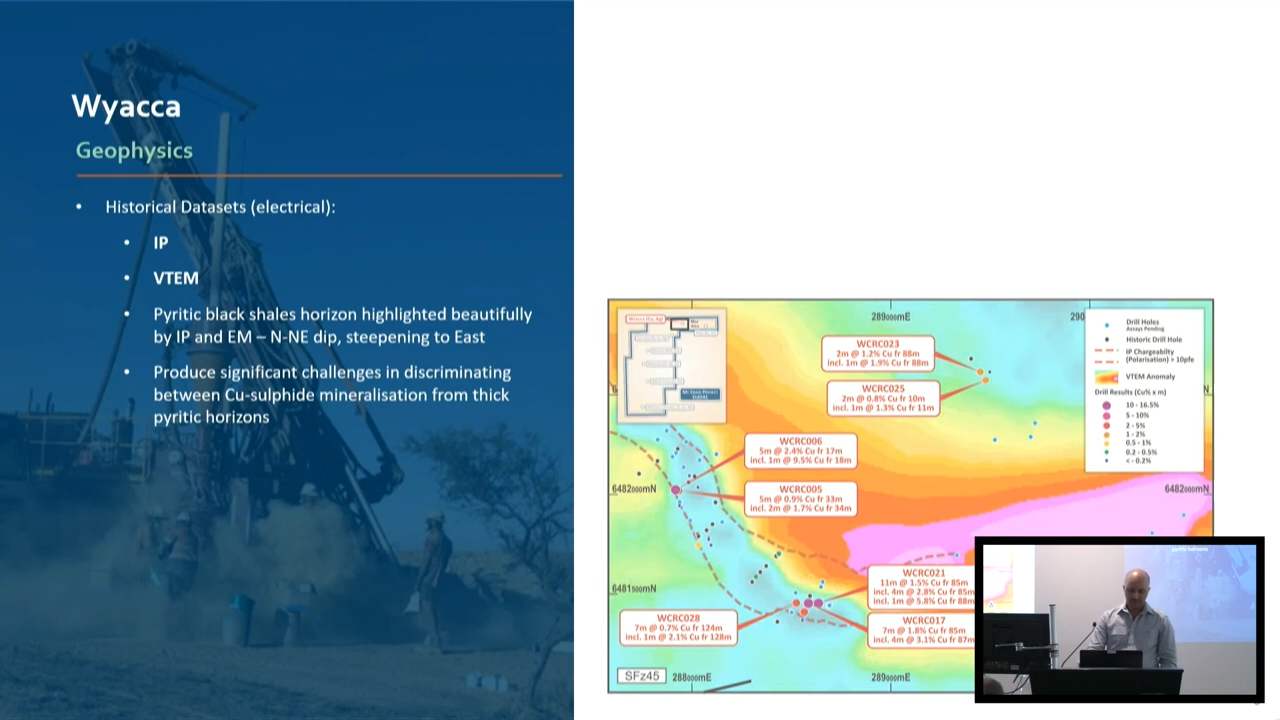 Wyacca
Geophysics
• Historical Datasets (electrical):
• IP
• VTEM
• Pyritic black shales horizon highlighted beautifully
by IP and EM – N-NE dip, steepening to East
• Produce significant challenges in discriminating
between Cu-sulphide mineralisation from thick
pyritic horizons
289000mE
290
Drill Holes
Assays Pending
Historic Drill Hole
IP Chargeabilty
(Polarisation) > 10pfe
VTEM Anomaly
Drill Results (Cu% x m)
10 - 16.5%
5 - 10%
2 - 5%
1 - 2%
0.5 - 1%
0.2 - 0.5%
< - 0.2%
WCRC023
2m @ 1.2% Cu fr 88m
incl. 1m @ 1.9% Cu fr 88m
WCRC025
2m @ 0.8% Cu fr 10m
incl. 1m @ 1.3% Cu fr 11m
6
N
WCRC006
5m @ 2.4% Cu fr 17m
incl. 1m @ 9.5% Cu fr 18m
6482000mN
6482000mN
WCRC005
5m @ 0.9% Cu fr 33m
incl. 2m @ 1.7% Cu fr 34m
6481500mN
WCRC021
11m @ 1.5% Cu fr 85m
incl. 4m @ 2.8% Cu fr 85m
incl. 1m @ 5.8% Cu fr 88m
WCRC028
7m @ 0.7% Cu fr 124m
incl. 1m @ 2.1% Cu fr 128m
WCRC017
7m @ 1.8% Cu fr 85m
incl. 4m @ 3.1% Cu fr 87m
SFz45
288000mE
289000mE
pyritic horizons